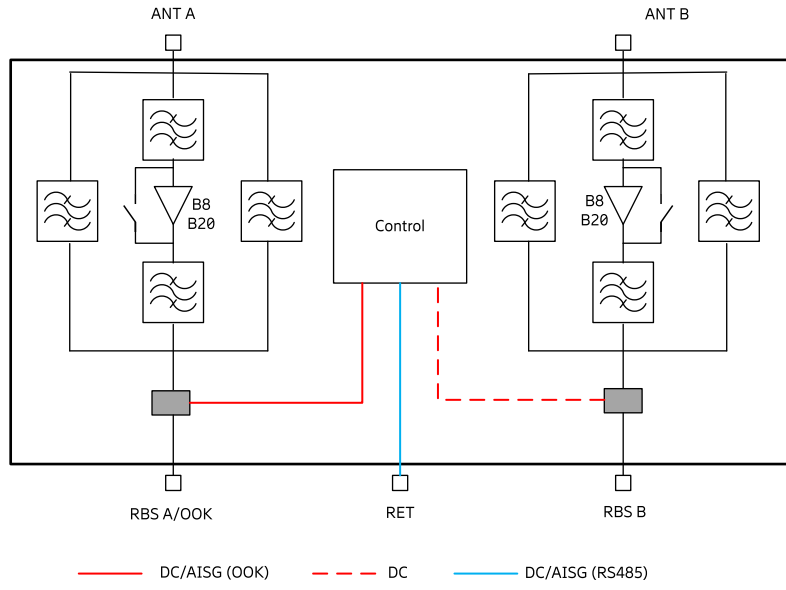 ANT A
ANT B
B8
B20
Control
B8
B20
RBS A/OOK
RET
RBS B
DC/AISG (OOK)
DC
DC/AISG (RS485)